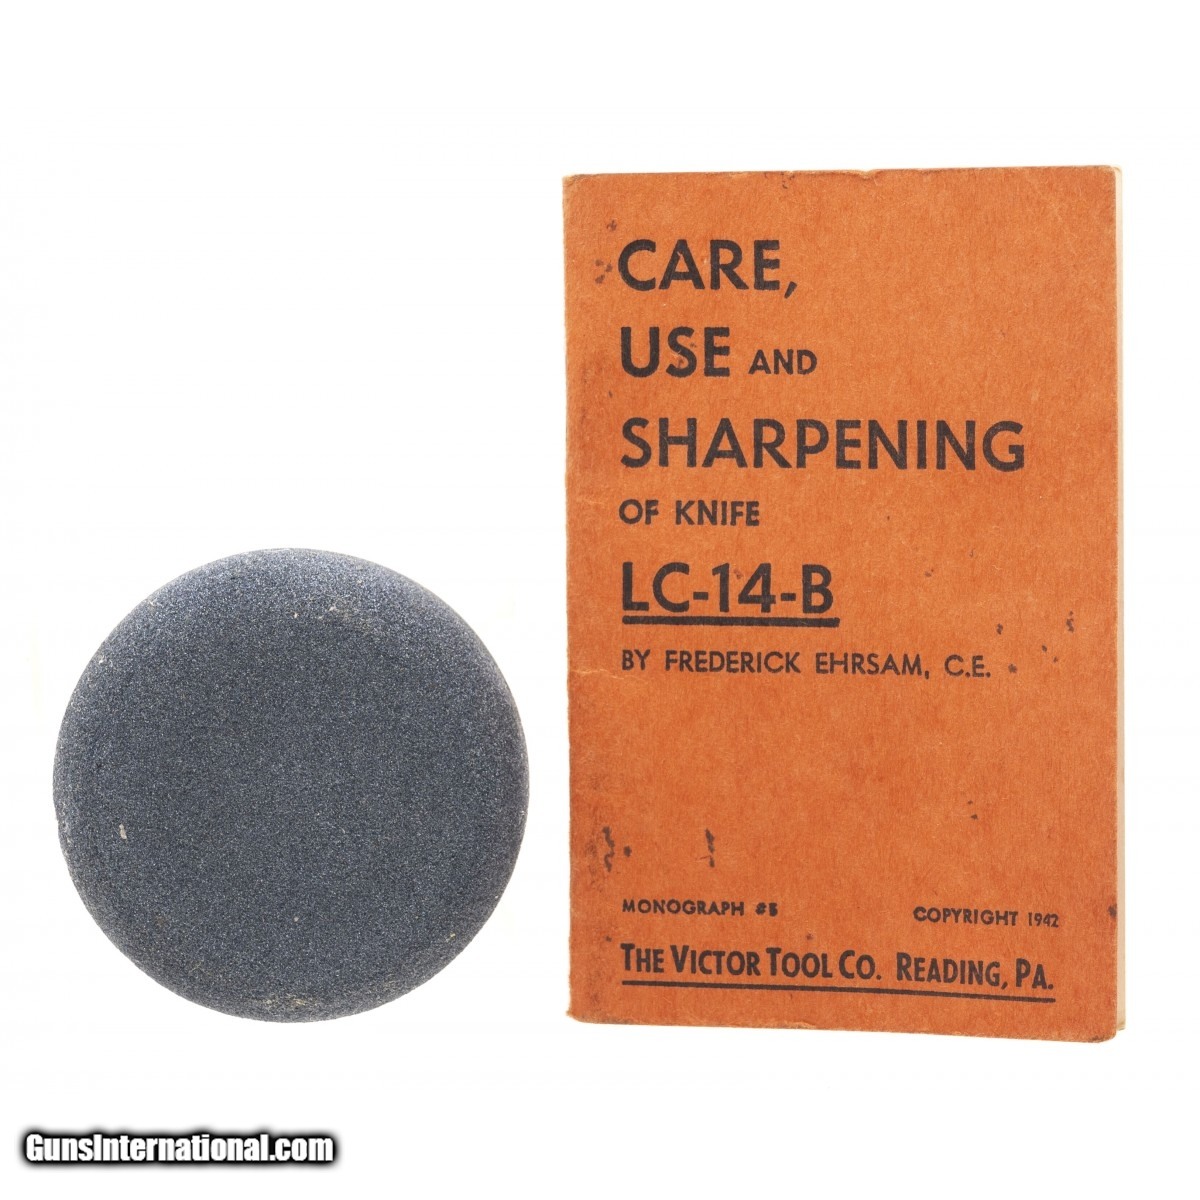 CARE,
USE AND
SHARPENING
OF KNIFE
LC-14-B
BY FREDERICK EHRSAM, C.E.
MONOGRAPH #5
COPYRIGHT 1942
THE VICTOR TOOL CO. READING, PA.
GunsInternational.com